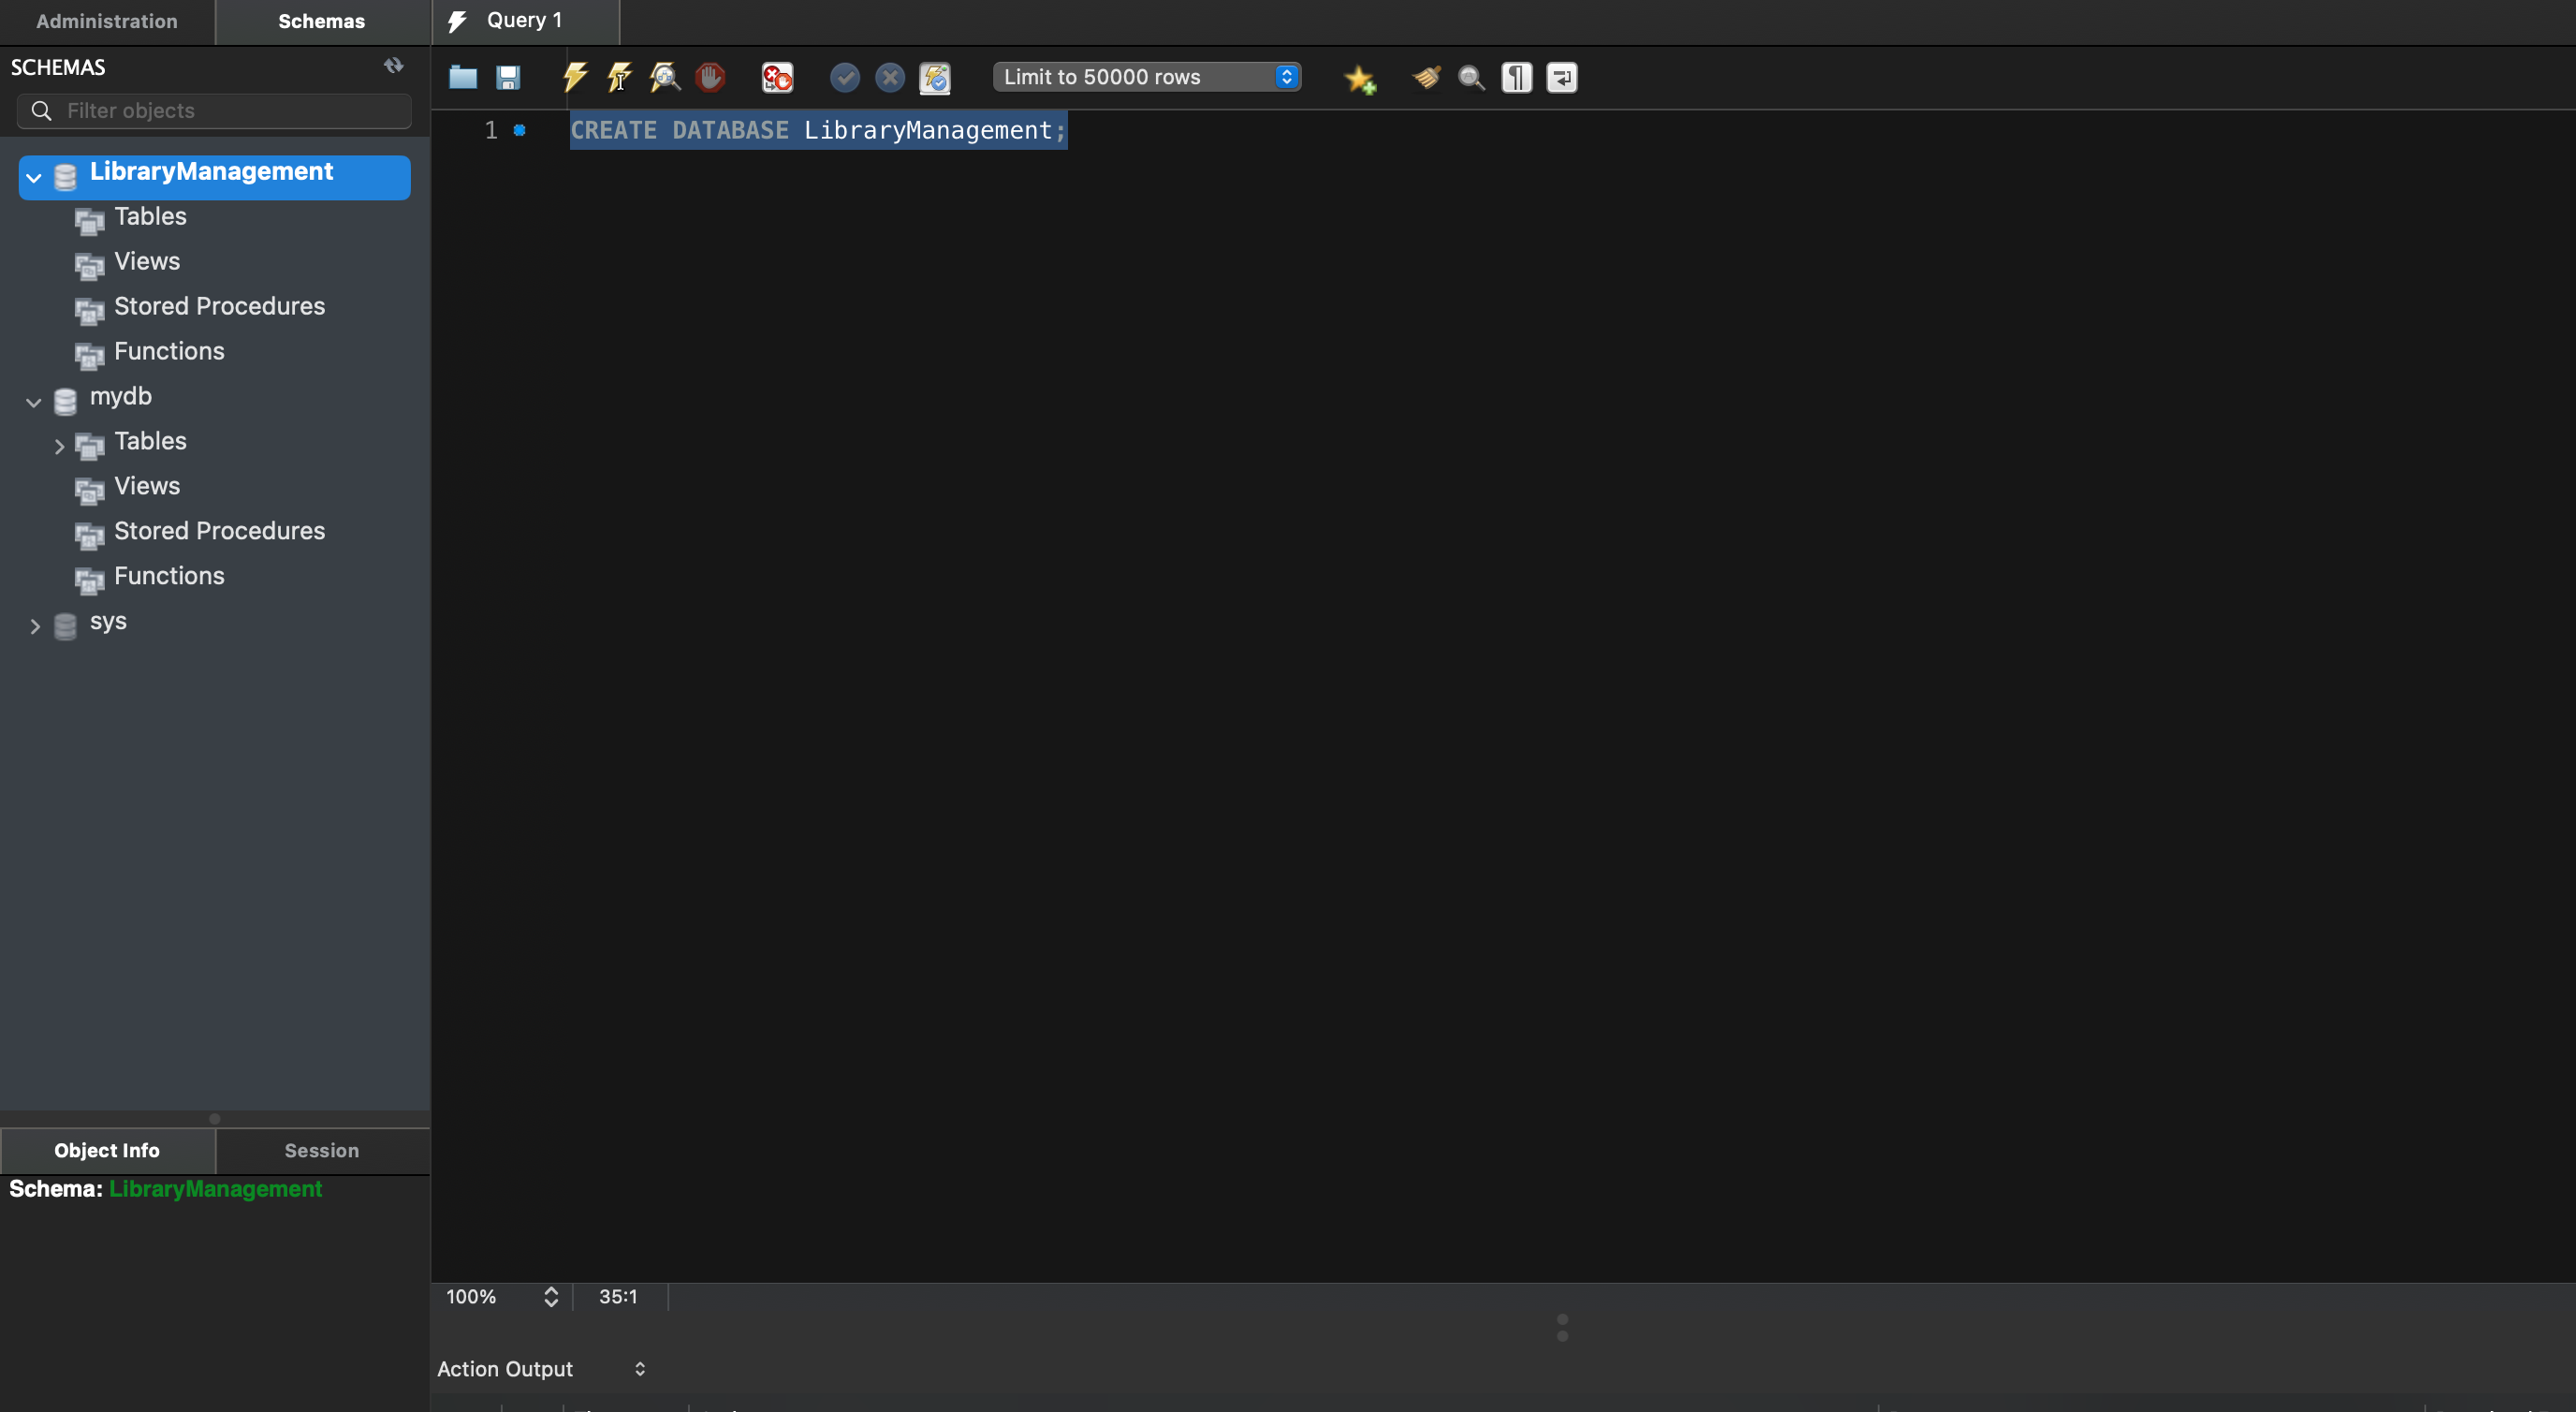 Administration
Schemas
Query 1
SCHEMAS
Filter objects
Limit to 50000 rows
1
CREATE DATABASE LibraryManagement;
LibraryManagement
Tables
Views
Stored Procedures
Functions
mydb
Tables
Views
Stored Procedures
Functions
sys
Object Info
Session
Schema: LibraryManagement
100%
35:1
Action Output